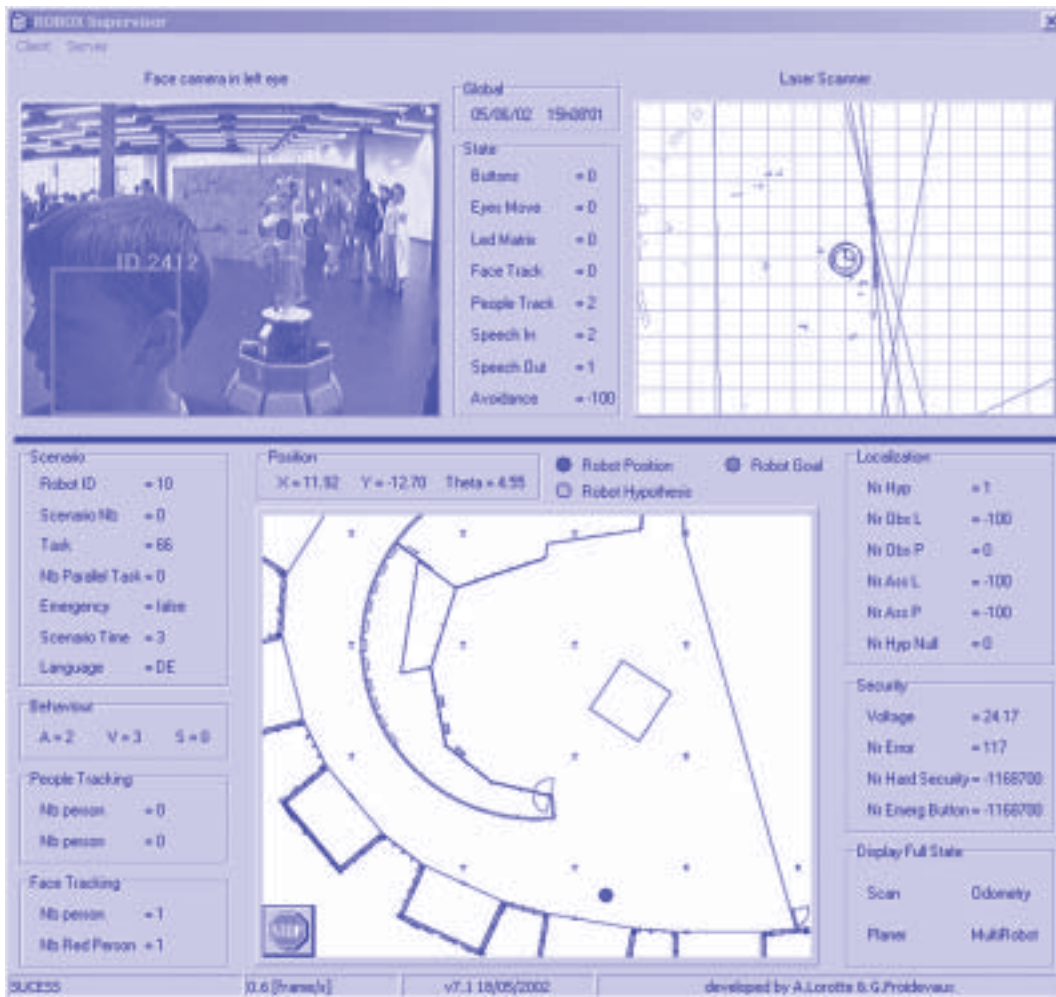 ROBOX Supervisor
Client Server
Face camera in left eye
ID 2412
Global
05/06/02 15h08'01
State
Buttons = 0
Eyes Move = 0
Led Matrix = 0
Face Track = 0
People Track = 2
Speech In = 2
Speech Out = 1
Avoidance = -100
Laser Scanner
Scenario
Robot ID = 10
Scenario Nb = 0
Task = 66
Nb Parallel Task = 0
Emergency = false
Scenario Time = 3
Language = DE
Behaviour
A = 2 V = 3 S = 0
People Tracking
Nb person = 0
Nb person = 0
Face Tracking
Nb person = 1
Nb Red Person = 1
Position
X = 11.92 Y = -12.70 Theta = 4.55
Robot Position
Robot Goal
Robot Hypothesis
STOP
Localization
Nr Hyp = 1
Nr Obs L = -100
Nr Obs P = 0
Nr Ass L = -100
Nr Ass P = -100
Nr Hyp Null = 0
Security
Voltage = 24.17
Nr Error = 117
Nr Hard Security = -1168700
Nr Emerg Button = -1168700
Display Full State
Scan Odometry
Planer MultiRobot
SUCESS
0.6 [frame/s]
v7.1 18/05/2002
developed by A.Lorotte & G.Froidevaux